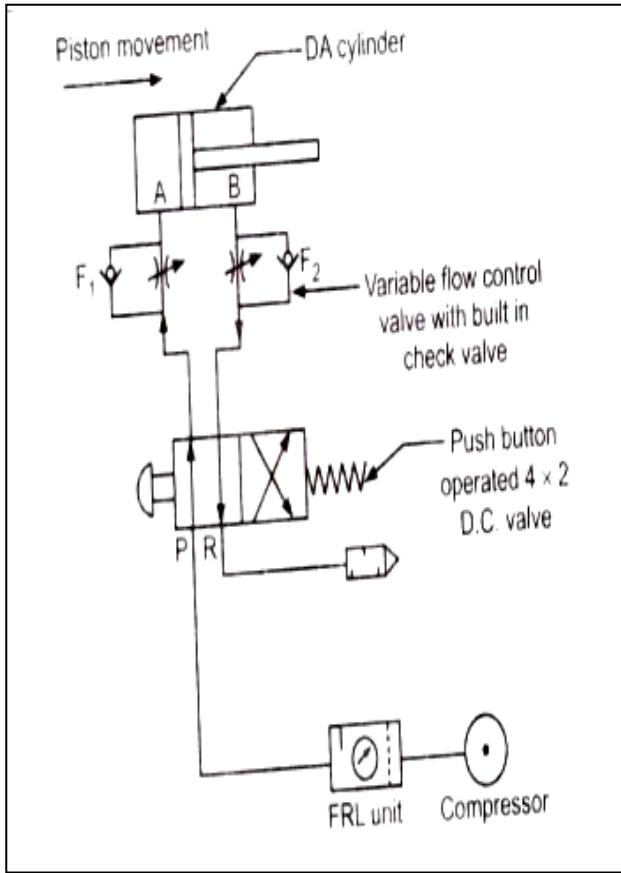 Piston movement
DA cylinder
A
B
F1
F2
Variable flow control
valve with built in
check valve
Push button
operated 4 × 2
D.C. valve
P R
FRL unit
Compressor